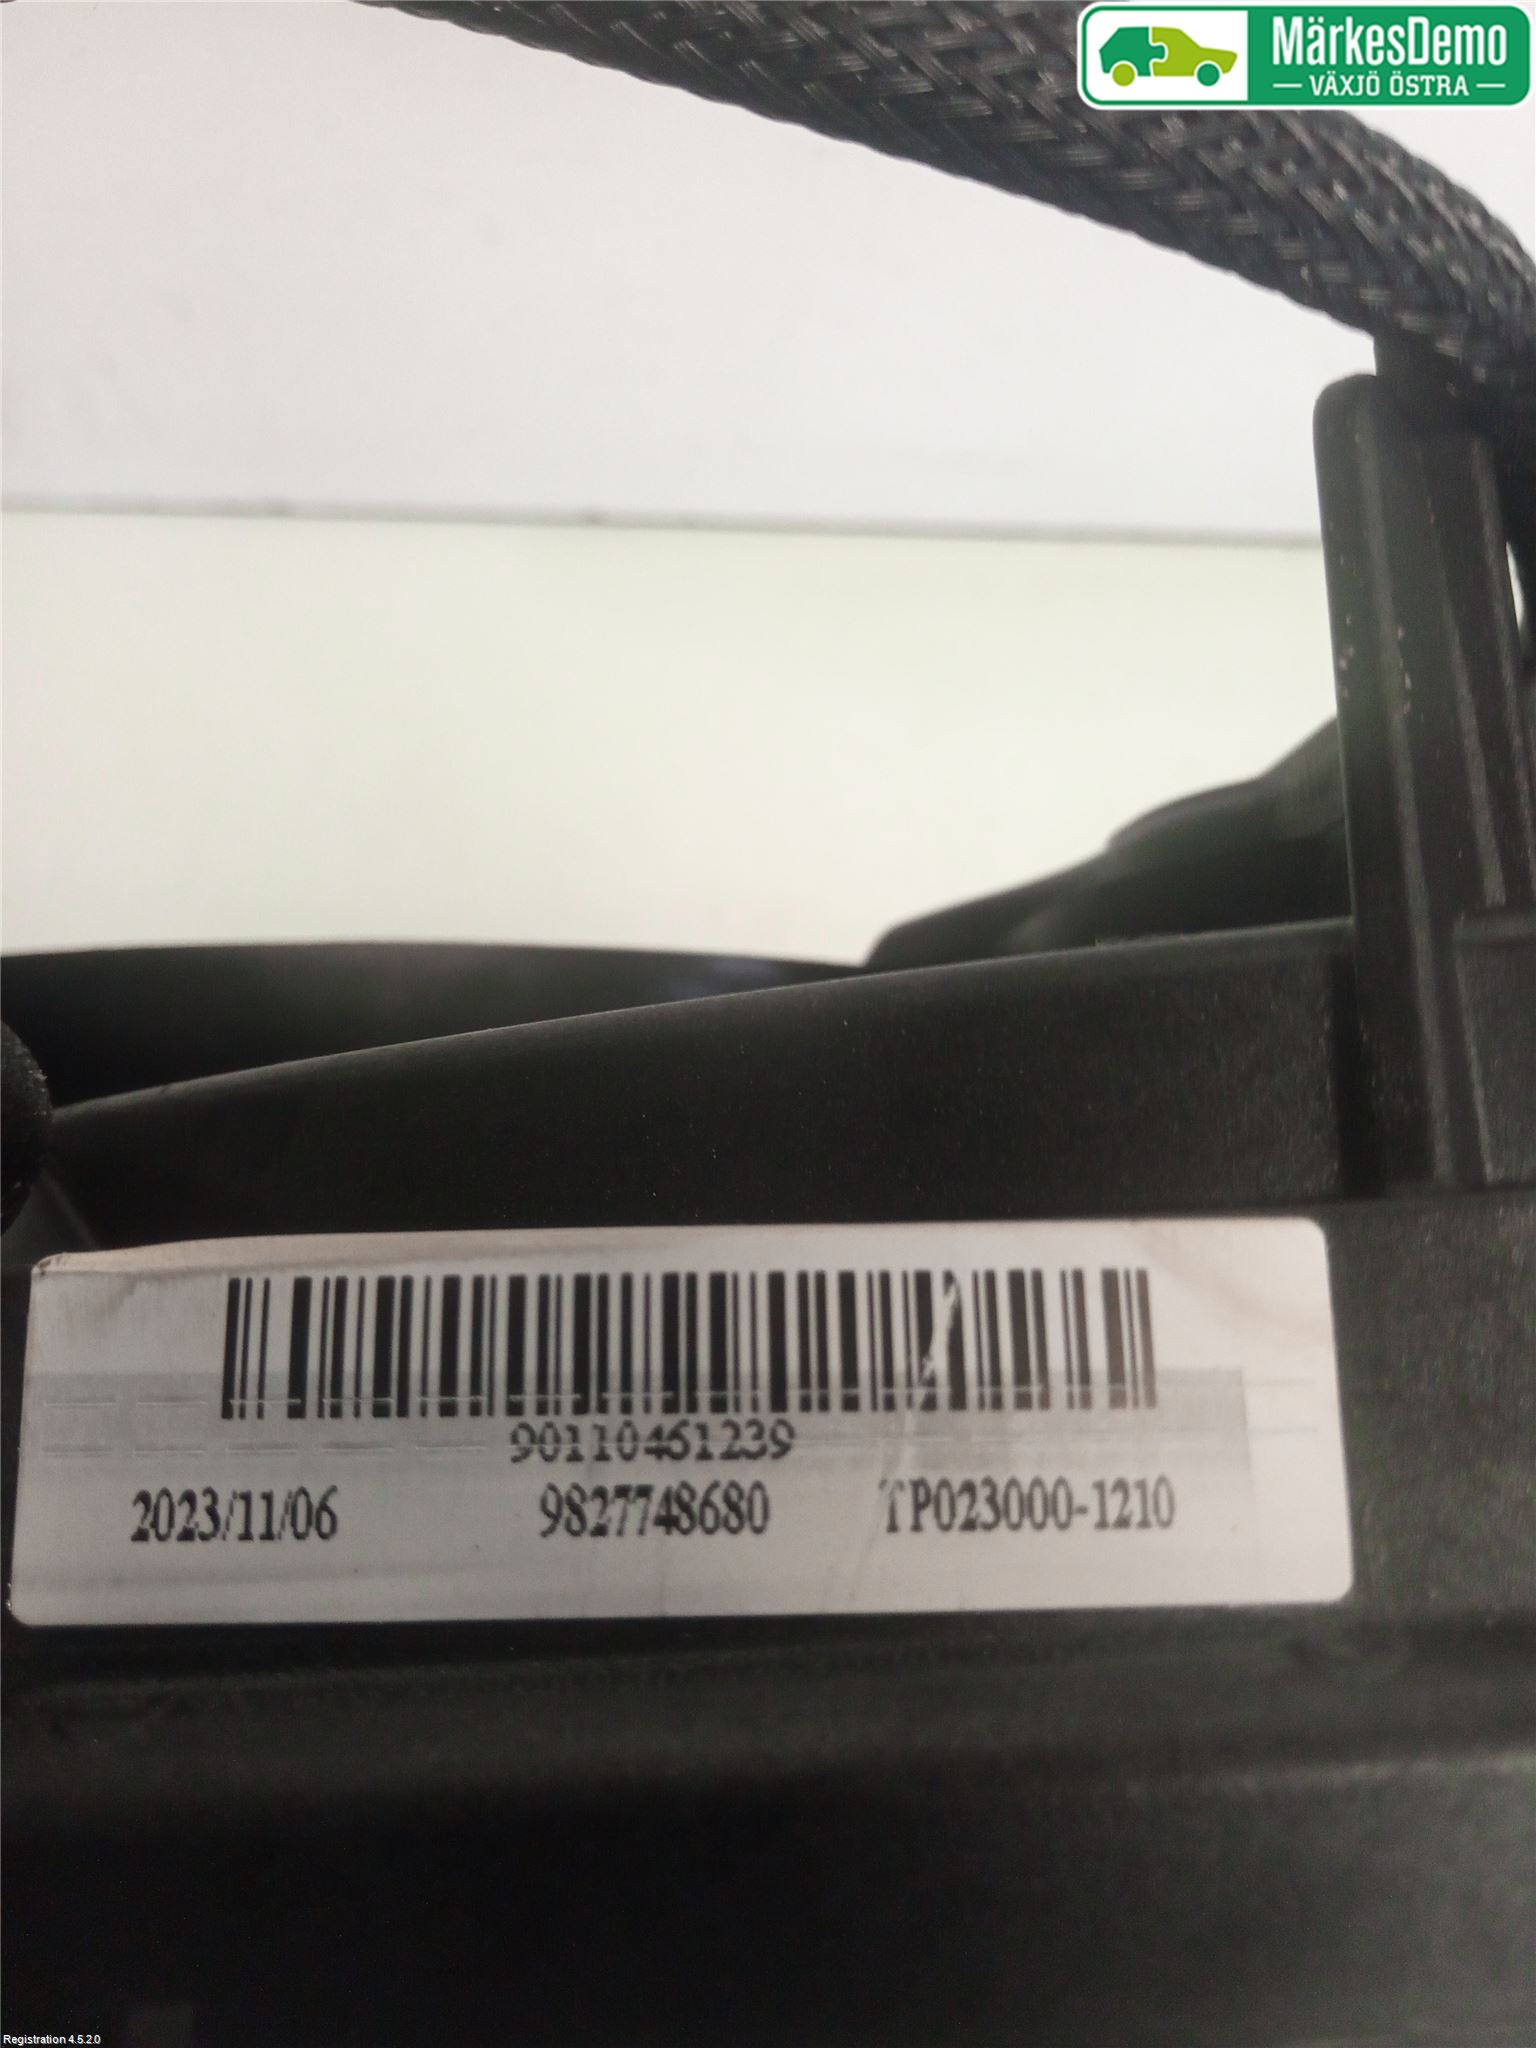 MärkesDemo
VÄXJÖ ÖSTRA
90110461239
2023/11/06 9827748680 TP023000-1210
Registration 4.5.2.0